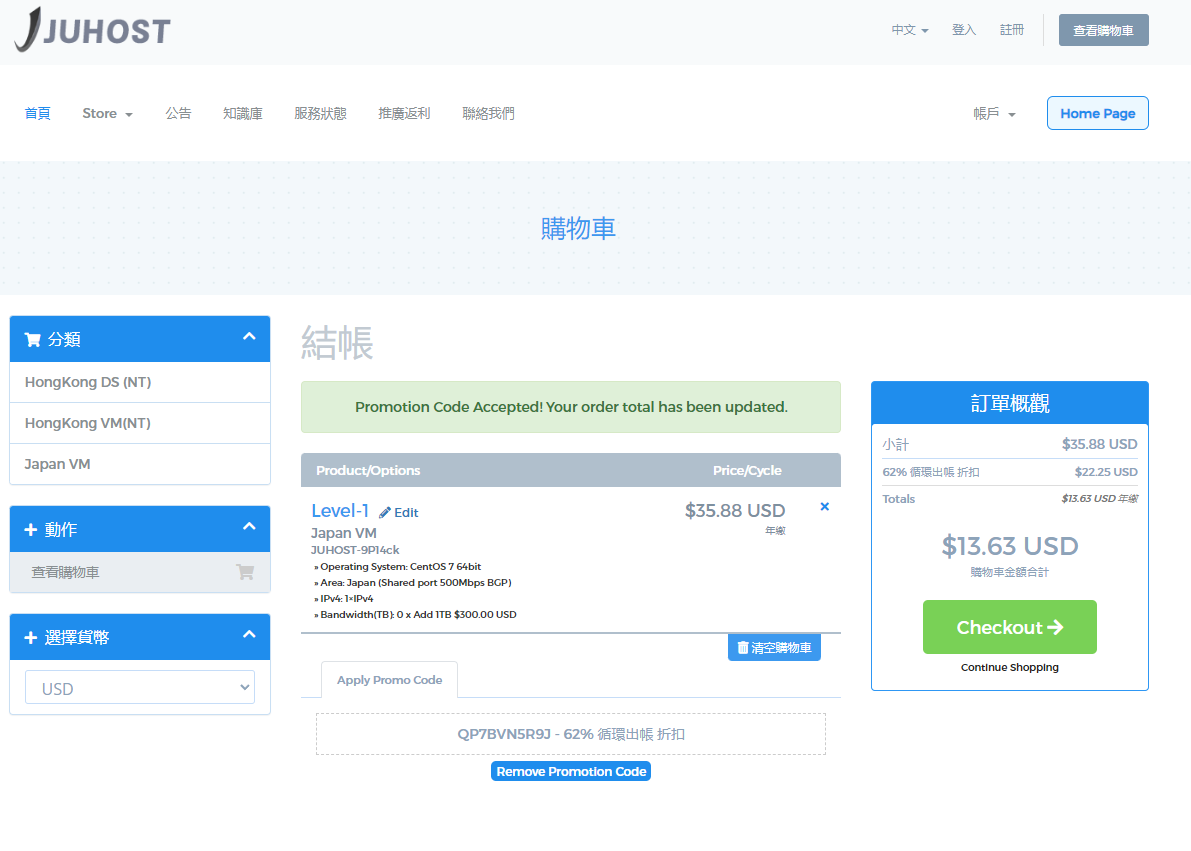 JUHOST
中文
登入
註冊
查看購物車
首頁
Store
公告
知識庫
服務狀態
推廣返利
聯絡我們
帳戶
Home Page
購物車
分類
HongKong DS (NT)
HongKong VM(NT)
Japan VM
動作
查看購物車
選擇貨幣
USD
結帳
Promotion Code Accepted! Your order total has been updated.
Product/Options Price/Cycle
Level-1 Edit $35.88 USD
Japan VM 年繳
JUHOST-9P14ck
» Operating System: CentOS 7 64bit
» Area: Japan (Shared port 500Mbps BGP)
» IPv4: 1×IPv4
» Bandwidth(TB): 0 x Add 1TB $300.00 USD
清空購物車
Apply Promo Code
QP7BVN5R9J - 62% 循環出帳 折扣
Remove Promotion Code
訂單概觀
小計 $35.88 USD
62% 循環出帳 折扣 $22.25 USD
Totals $13.63 USD 年繳
$13.63 USD
購物車金額合計
Checkout
Continue Shopping